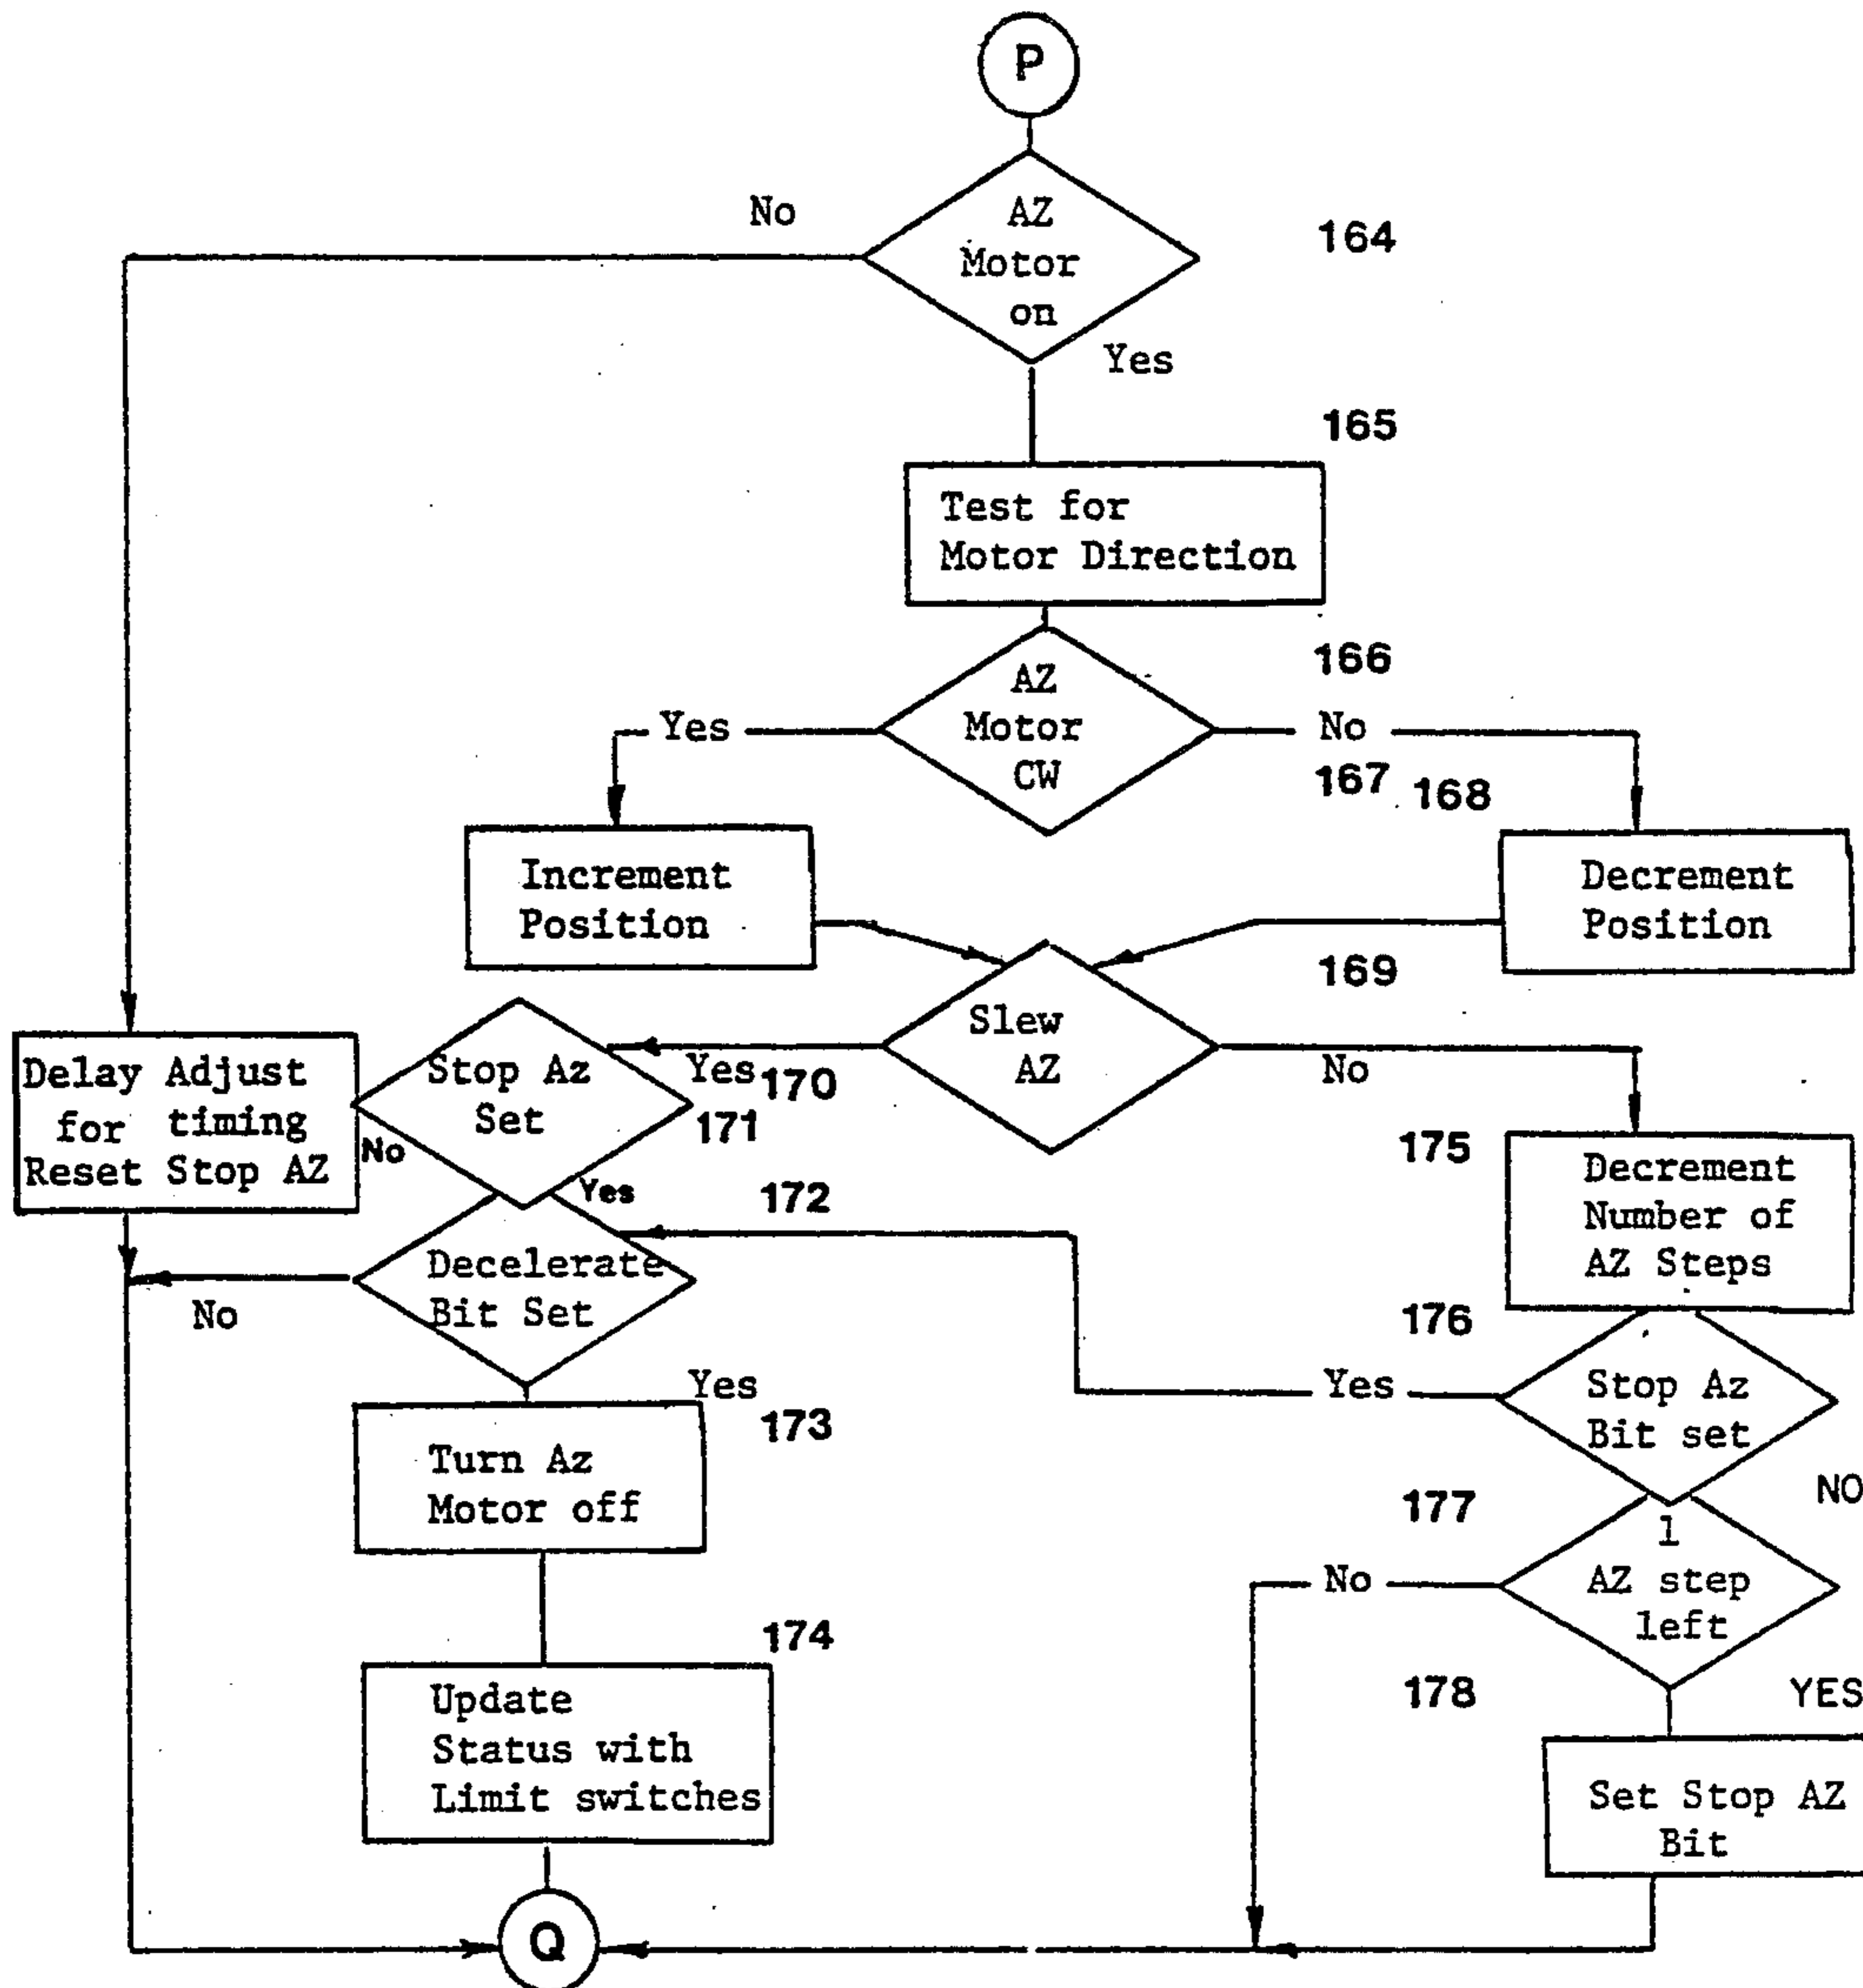 P
No
AZ
Motor
on
164
Yes
165
Test for
Motor Direction
166
AZ
Motor
CW
Yes
No
167
168
Increment
Position
Decrement
Position
169
Slew
AZ
Delay Adjust
for timing
Reset Stop AZ
Stop Az
Set
Yes
170
171
No
No
Yes
172
175
Decrement
Number of
AZ Steps
Decelerate
Bit Set
No
Yes
173
176
Yes
Stop Az
Bit set
NO
Turn Az
Motor off
177
1
AZ step
left
No
174
Update
Status with
Limit switches
178
YES
Set Stop AZ
Bit
Q